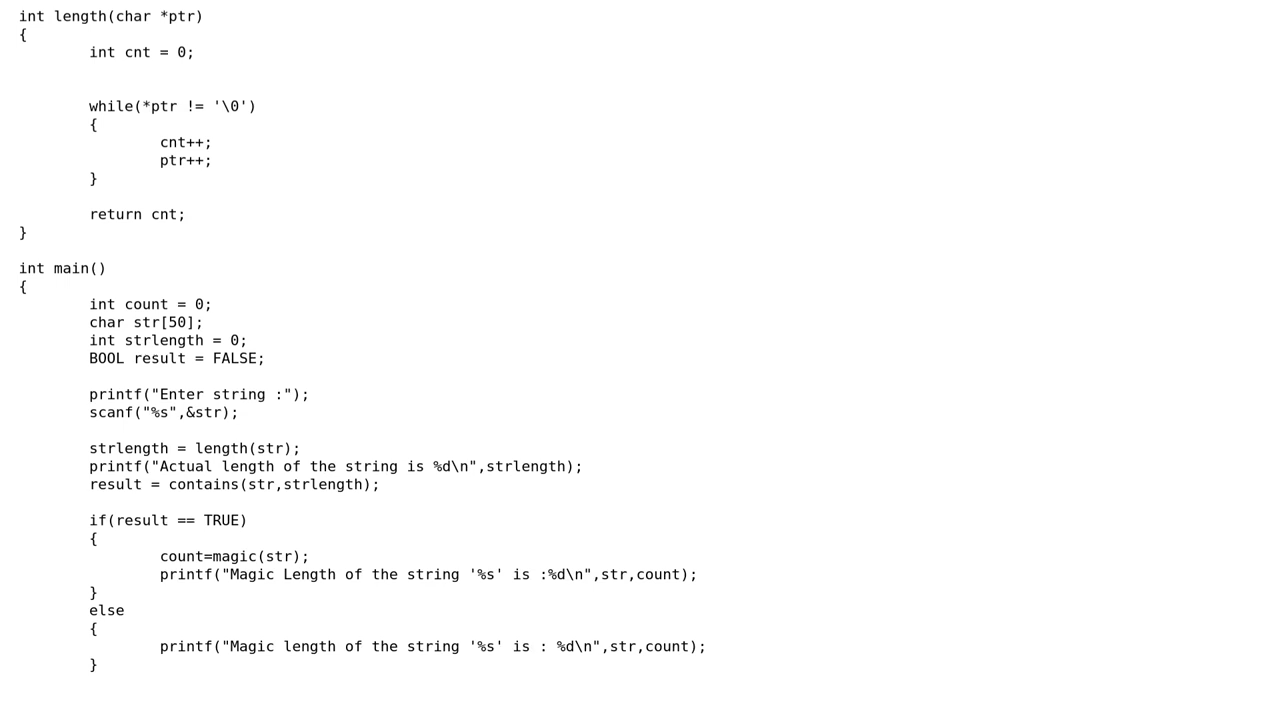 int length(char *ptr)
{
        int cnt = 0;


        while(*ptr != '\0')
        {
                cnt++;
                ptr++;
        }

        return cnt;
}

int main()
{
        int count = 0;
        char str[50];
        int strlength = 0;
        BOOL result = FALSE;

        printf("Enter string :");
        scanf("%s",&str);

        strlength = length(str);
        printf("Actual length of the string is %d\n",strlength);
        result = contains(str,strlength);

        if(result == TRUE)
        {
                count=magic(str);
                printf("Magic Length of the string '%s' is :%d\n",str,count);
        }
        else
        {
                printf("Magic length of the string '%s' is : %d\n",str,count);
        }